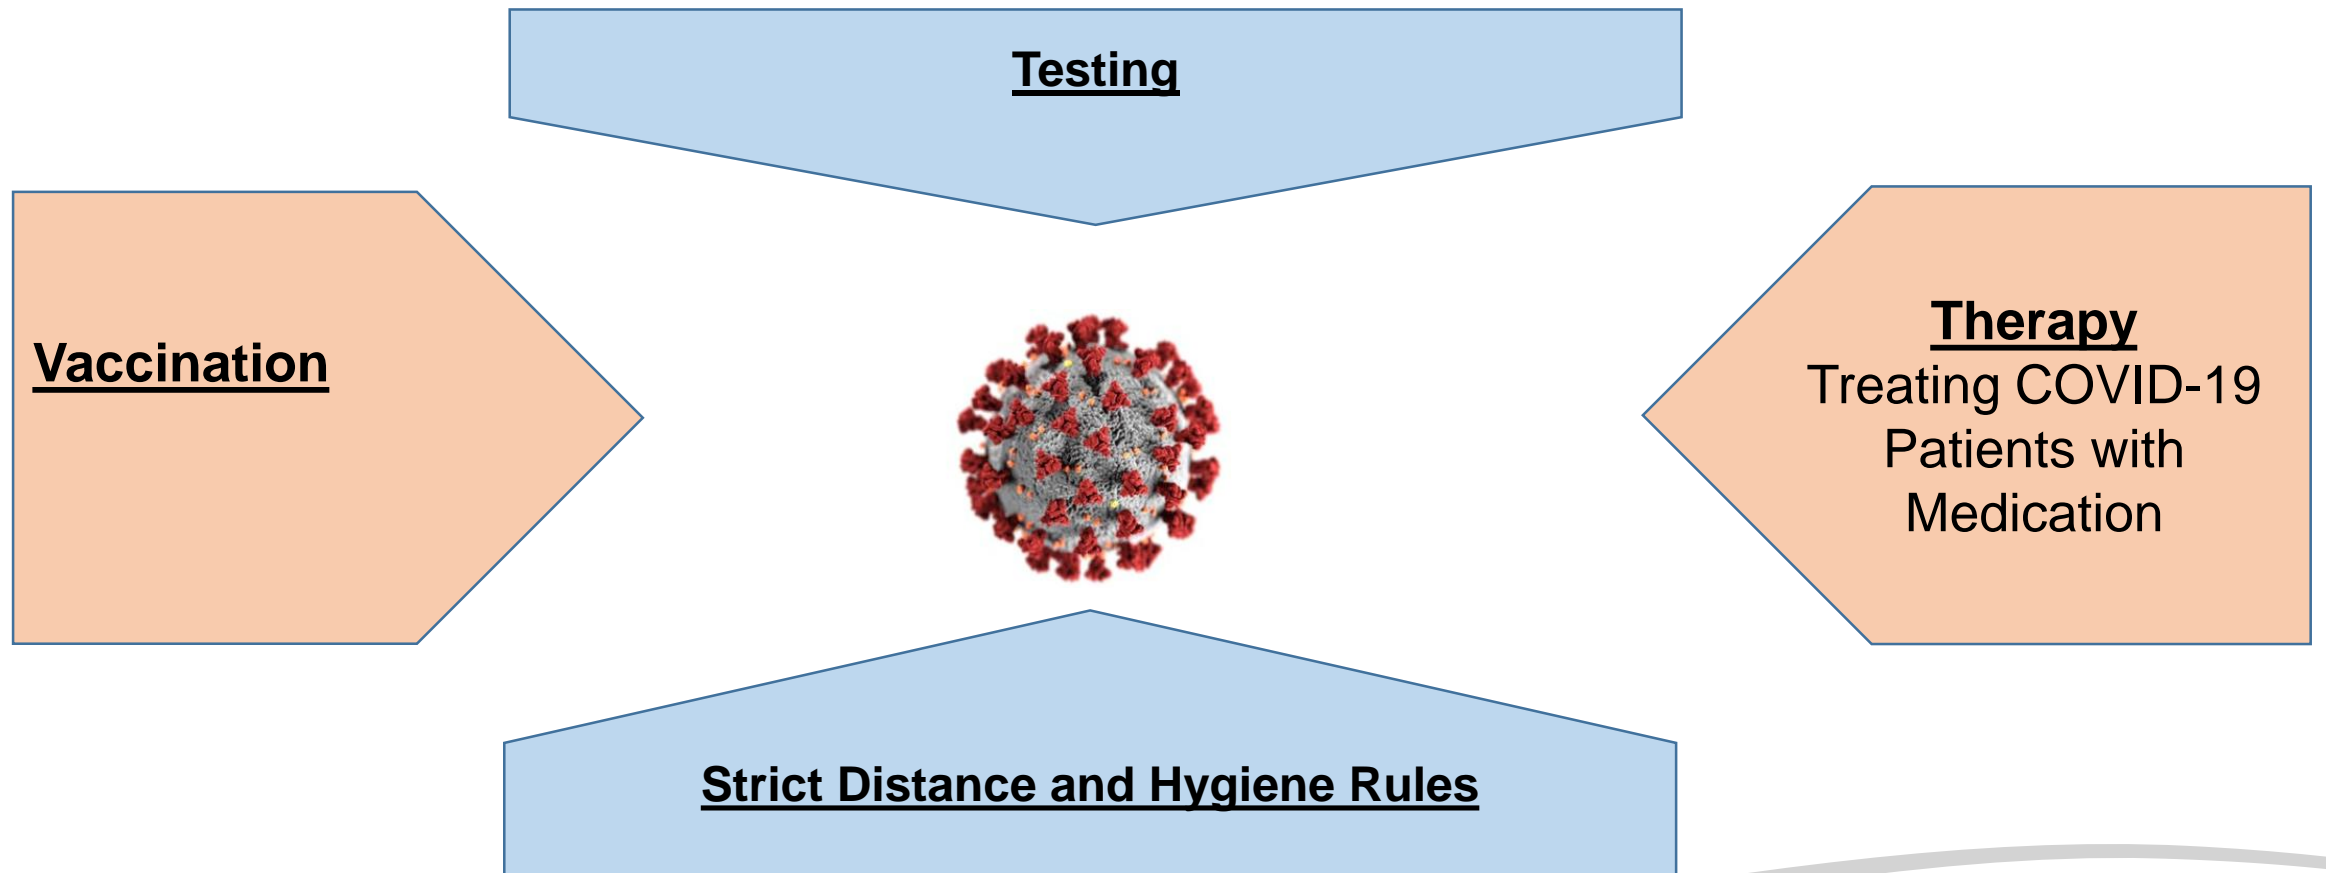 Testing
Vaccination
Therapy
Treating COVID-19
Patients with
Medication
Strict Distance and Hygiene Rules